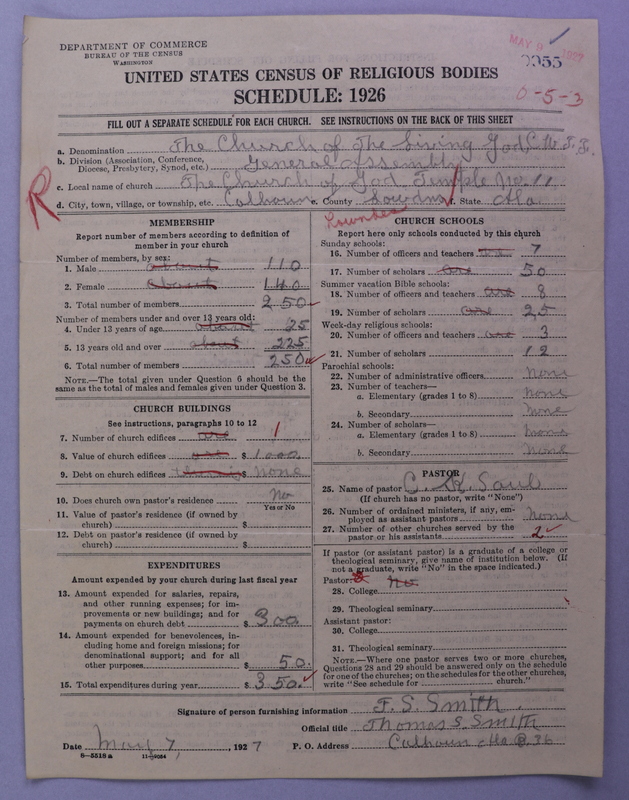 DEPARTMENT OF COMMERCE
BUREAU OF THE CENSUS
WASHINGTON
MAY 9 1927
0-5-3
UNITED STATES CENSUS OF RELIGIOUS BODIES
SCHEDULE: 1926
FILL OUT A SEPARATE SCHEDULE FOR EACH CHURCH. SEE INSTRUCTIONS ON THE BACK OF THIS SHEET
R
a. Denomination The Church of The Living God,
b. Division (Association, Conference,
Diocese, Presbytery, Synod, etc.) General Assembly
c. Local name of church The Church of God Temple No. 11
d. City, town, village, or township, etc. Calhoun e. County Lowdns f. State Ala.
Lowndes
MEMBERSHIP
Report number of members according to definition of
member in your church
Number of members, by sex:
1. Male about 110
2. Female about 140
3. Total number of members 250
Number of members under and over 13 years old:
4. Under 13 years of age about 25
5. 13 years old and over about 225
6. Total number of members 250
NOTE.—The total given under Question 6 should be
the same as the total of males and females given under Question 3.
CHURCH BUILDINGS
See instructions, paragraphs 10 to 12
7. Number of church edifices one 1
8. Value of church edifices $ 1000
9. Debt on church edifices $ None
10. Does church own pastor's residence No
Yes or No
11. Value of pastor's residence (if owned by
church) $
12. Debt on pastor's residence (if owned by
church) $
EXPENDITURES
Amount expended by your church during last fiscal year
13. Amount expended for salaries, repairs,
and other running expenses; for im-
provements or new buildings; and for
payments on church debt $ 300
14. Amount expended for benevolences, in-
cluding home and foreign missions; for
denominational support; and for all
other purposes $ 50.
15. Total expenditures during year $ 350.
CHURCH SCHOOLS
Report here only schools conducted by this church
Sunday schools:
16. Number of officers and teachers 7
17. Number of scholars 50
Summer vacation Bible schools:
18. Number of officers and teachers 8
19. Number of scholars 25
Week-day religious schools:
20. Number of officers and teachers 3
21. Number of scholars 12
Parochial schools:
22. Number of administrative officers None
23. Number of teachers—
a. Elementary (grades 1 to 8) None
b. Secondary None
24. Number of scholars—
a. Elementary (grades 1 to 8) None
b. Secondary None
PASTOR
25. Name of pastor C. H. Saul
(If church has no pastor, write "None")
26. Number of ordained ministers, if any, em-
ployed as assistant pastors None
27. Number of other churches served by the
pastor or his assistants 2
If pastor (or assistant pastor) is a graduate of a college or
theological seminary, give name of institution below. (If
not a graduate, write "No" in the space indicated.)
Pastor: No
28. College
29. Theological seminary
Assistant pastor:
30. College
31. Theological seminary
NOTE.—Where one pastor serves two or more churches,
Questions 28 and 29 should be answered only on the schedule
for one of the churches; on the schedules for the other churches,
write "See schedule for church."
Signature of person furnishing information T. S. Smith
Official title Thomas S. Smith
Date May 7, 1927 P. O. Address Calhoun Ala B. 36
8-5518 a